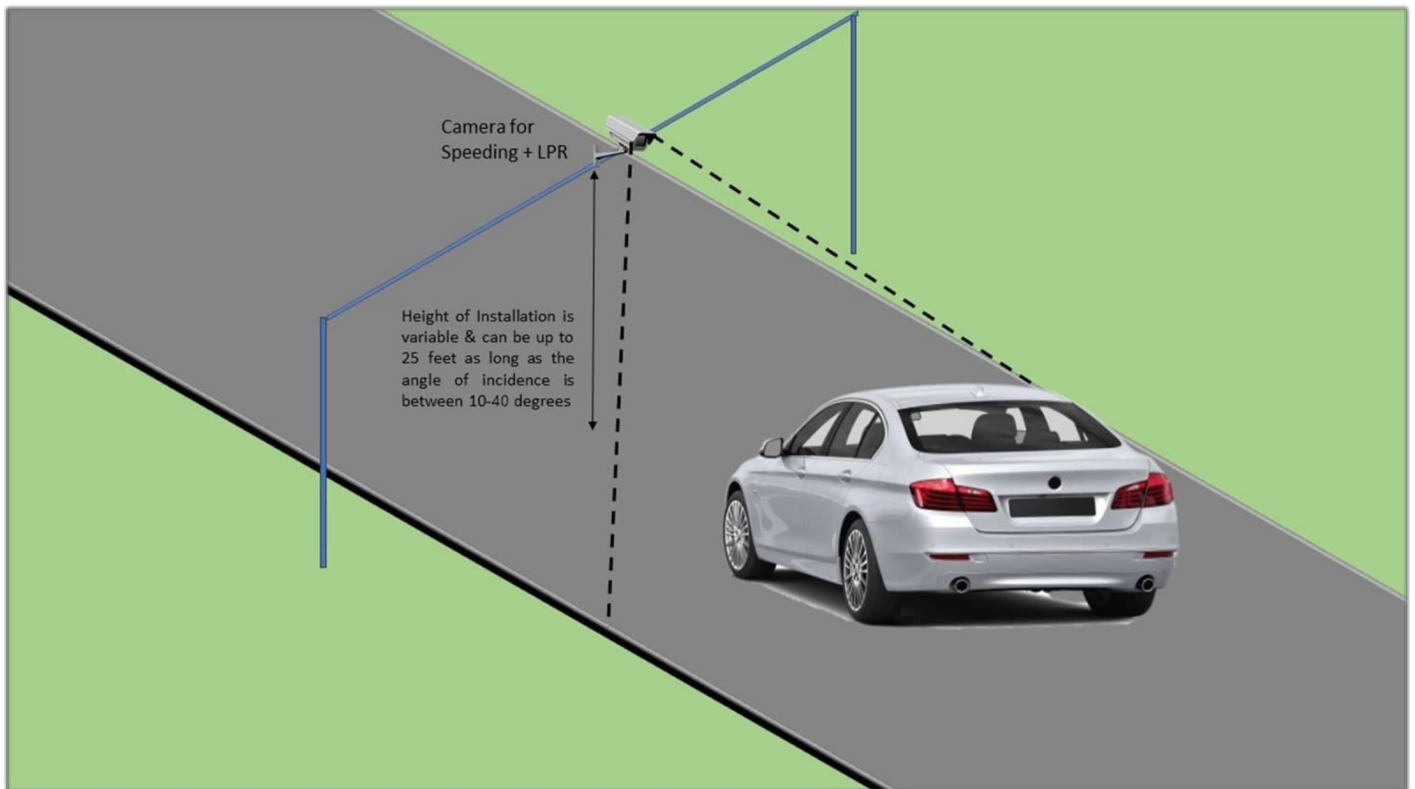 Camera for
Speeding + LPR
Height of Installation is
variable & can be up to
25 feet as long as the
angle of incidence is
between 10-40 degrees